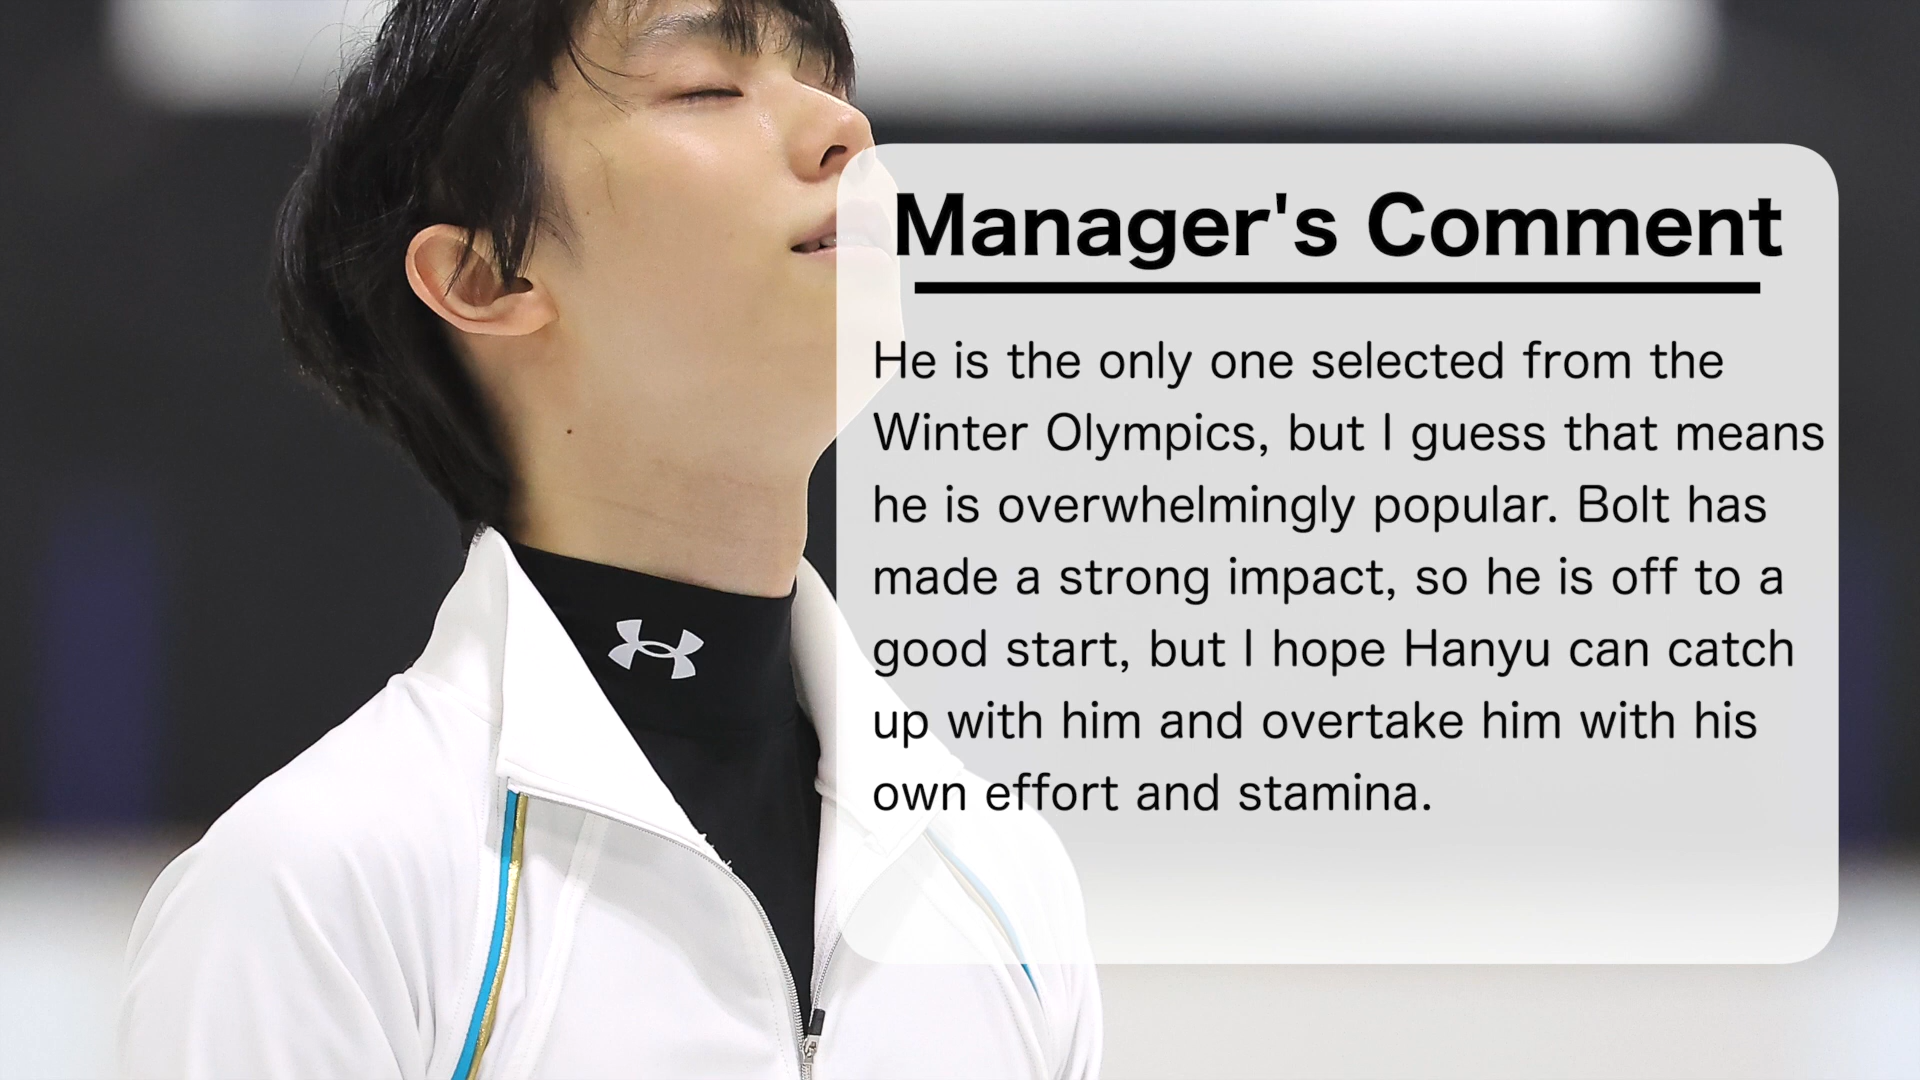 Manager's Comment
He is the only one selected from the
Winter Olympics, but I guess that means
he is overwhelmingly popular. Bolt has
made a strong impact, so he is off to a
good start, but I hope Hanyu can catch
up with him and overtake him with his
own effort and stamina.